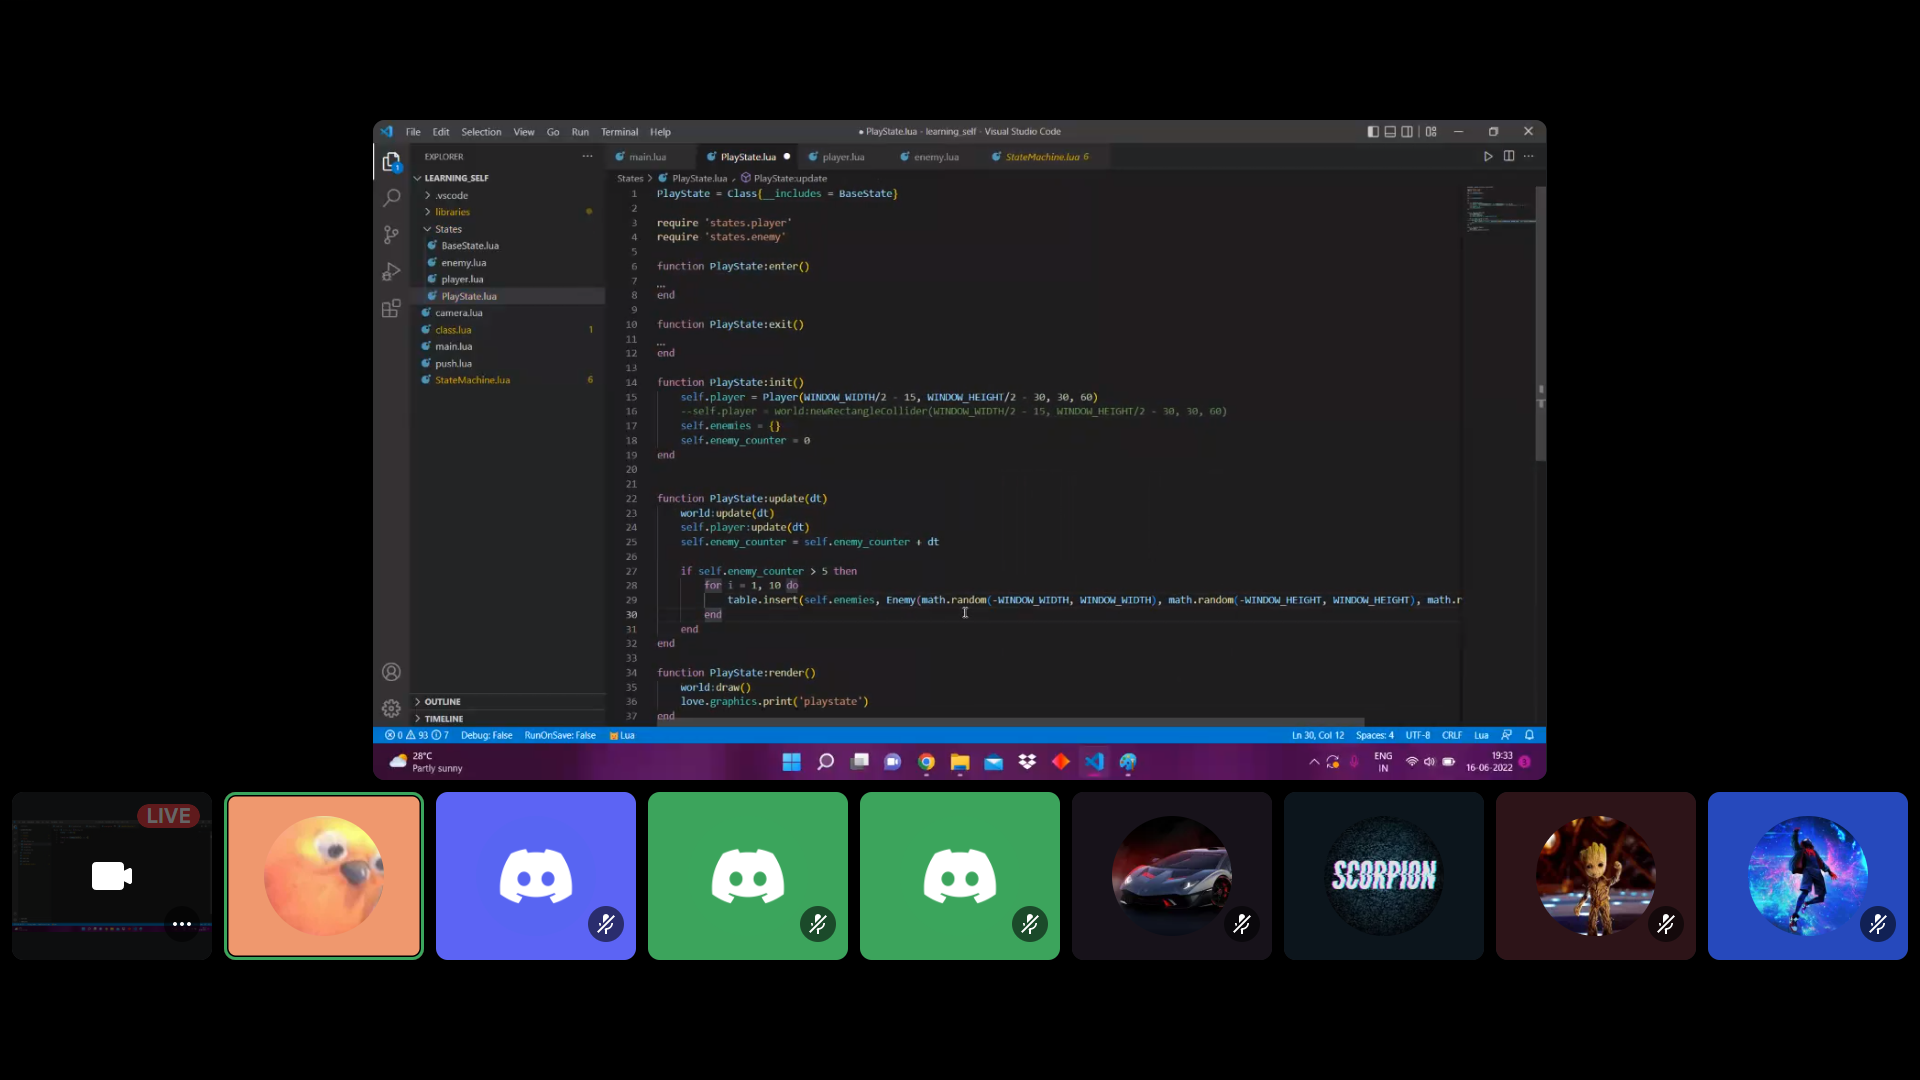 File Edit Selection View Go Run Terminal Help
● PlayState.lua - learning_self - Visual Studio Code
EXPLORER
main.lua PlayState.lua ● player.lua enemy.lua StateMachine.lua 6
LEARNING_SELF
.vscode
libraries
States
BaseState.lua
enemy.lua
player.lua
PlayState.lua
camera.lua
class.lua 1
main.lua
push.lua
StateMachine.lua 6
OUTLINE
TIMELINE
1
States > PlayState.lua > PlayState:update
1 PlayState = Class{__includes = BaseState}
2
3 require 'states.player'
4 require 'states.enemy'
5
6 function PlayState:enter()
7 ...
8 end
9
10 function PlayState:exit()
11 ...
12 end
13
14 function PlayState:init()
15 self.player = Player(WINDOW_WIDTH/2 - 15, WINDOW_HEIGHT/2 - 30, 30, 60)
16 --self.player = world:newRectangleCollider(WINDOW_WIDTH/2 - 15, WINDOW_HEIGHT/2 - 30, 30, 60)
17 self.enemies = {}
18 self.enemy_counter = 0
19 end
20
21
22 function PlayState:update(dt)
23 world:update(dt)
24 self.player:update(dt)
25 self.enemy_counter = self.enemy_counter + dt
26
27 if self.enemy_counter > 5 then
28 for i = 1, 10 do
29 table.insert(self.enemies, Enemy(math.random(-WINDOW_WIDTH, WINDOW_WIDTH), math.random(-WINDOW_HEIGHT, WINDOW_HEIGHT), math.r
30 end
31 end
32 end
33
34 function PlayState:render()
35 world:draw()
36 love.graphics.print('playstate')
37 end
0 93 7 Debug: False RunOnSave: False Lua
Ln 30, Col 12 Spaces: 4 UTF-8 CRLF Lua
28°C
Partly sunny
ENG
IN
19:33
16-06-2022
LIVE
SCORPION